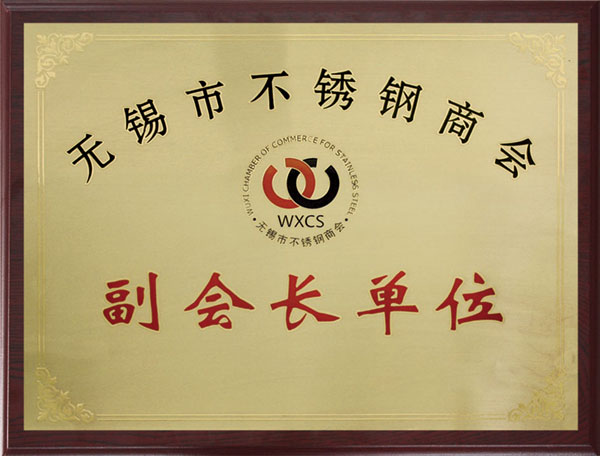 无锡市不锈钢商会
WUXI CHAMBER OF COMMERCE FOR STAINLESS STEEL
WXCS
·无锡市不锈钢商会·
副会长单位